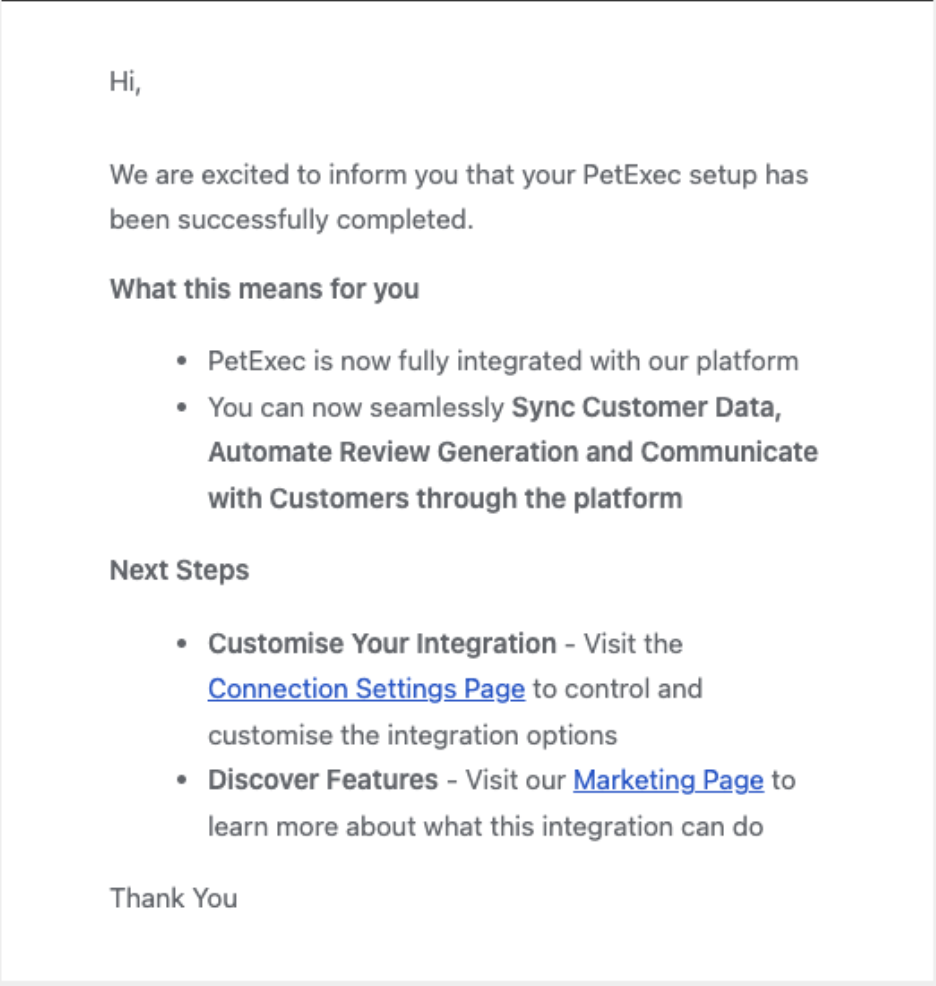 Hi,
We are excited to inform you that your PetExec setup has
been successfully completed.
What this means for you
• PetExec is now fully integrated with our platform
• You can now seamlessly Sync Customer Data,
Automate Review Generation and Communicate
with Customers through the platform
Next Steps
• Customise Your Integration - Visit the
Connection Settings Page to control and
customise the integration options
• Discover Features - Visit our Marketing Page to
learn more about what this integration can do
Thank You